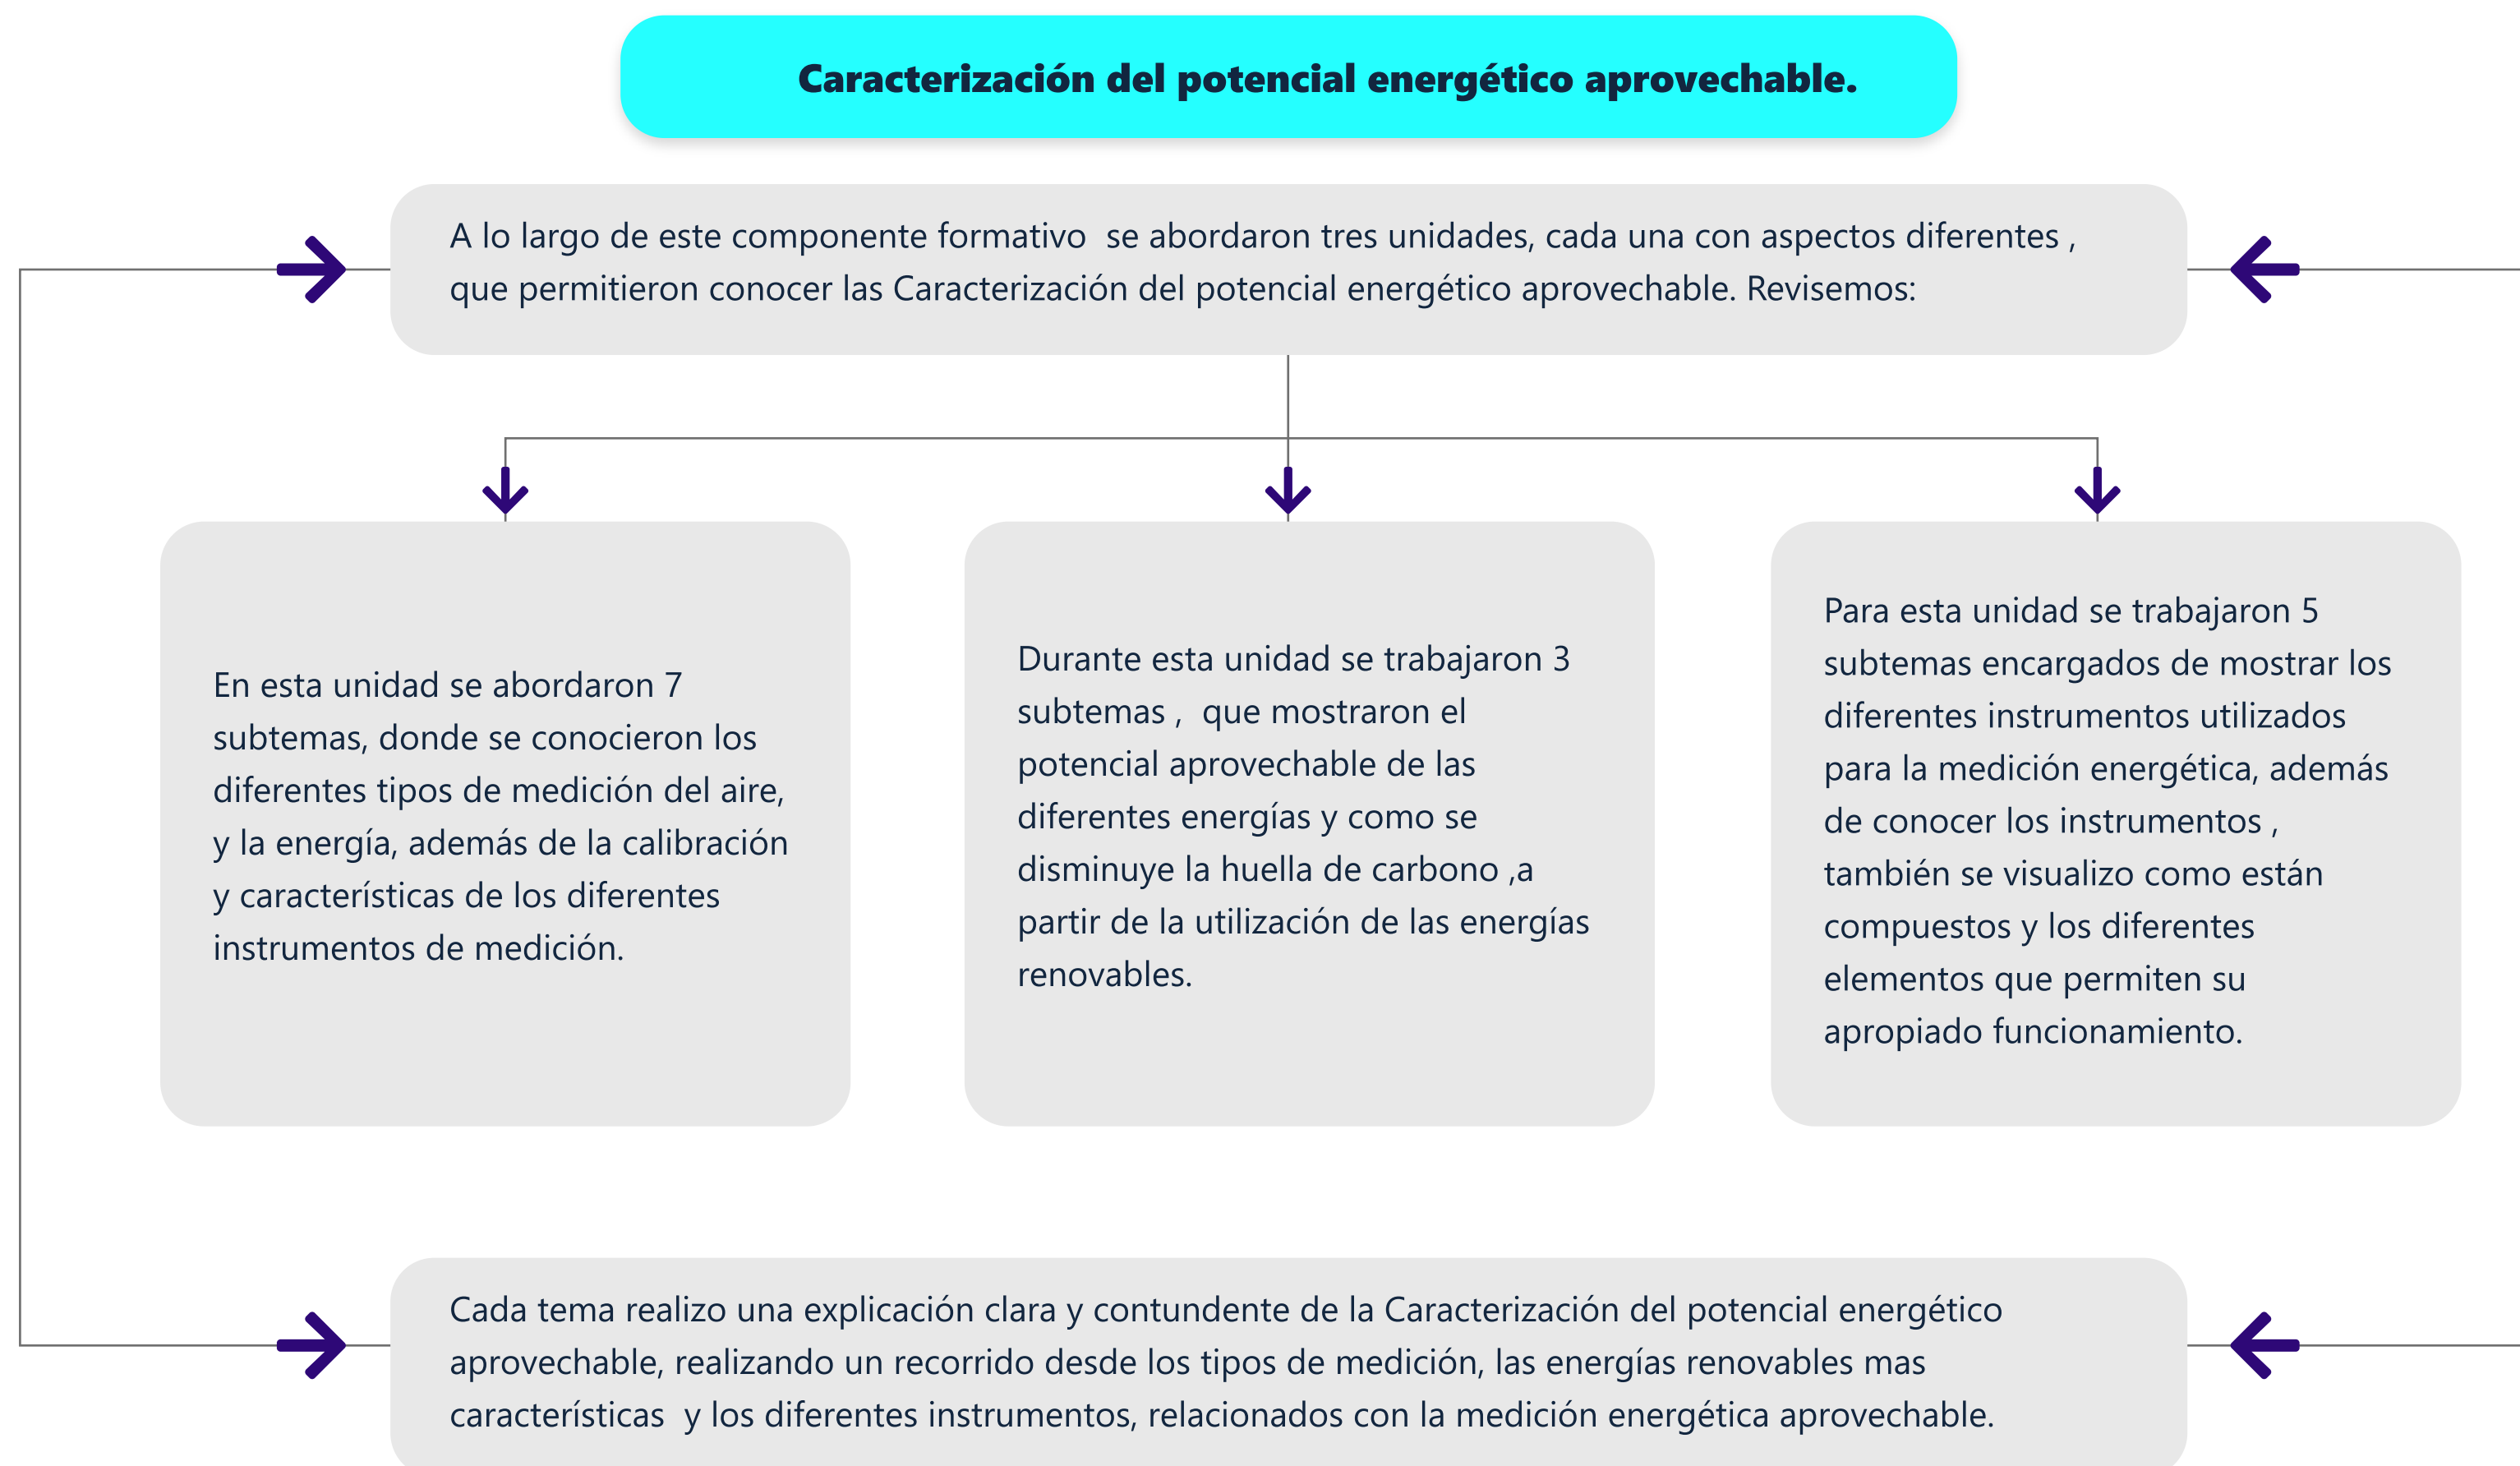 Caracterización del potencial energético aprovechable.
A lo largo de este componente formativo  se abordaron tres unidades, cada una con aspectos diferentes ,
que permitieron conocer las Caracterización del potencial energético aprovechable. Revisemos:
En esta unidad se abordaron 7
subtemas, donde se conocieron los
diferentes tipos de medición del aire,
y la energía, además de la calibración
y características de los diferentes
instrumentos de medición.
Durante esta unidad se trabajaron 3
subtemas ,  que mostraron el
potencial aprovechable de las
diferentes energías y como se
disminuye la huella de carbono ,a
partir de la utilización de las energías
renovables.
Para esta unidad se trabajaron 5
subtemas encargados de mostrar los
diferentes instrumentos utilizados
para la medición energética, además
de conocer los instrumentos ,
también se visualizo como están
compuestos y los diferentes
elementos que permiten su
apropiado funcionamiento.
Cada tema realizo una explicación clara y contundente de la Caracterización del potencial energético
aprovechable, realizando un recorrido desde los tipos de medición, las energías renovables mas
características  y los diferentes instrumentos, relacionados con la medición energética aprovechable.